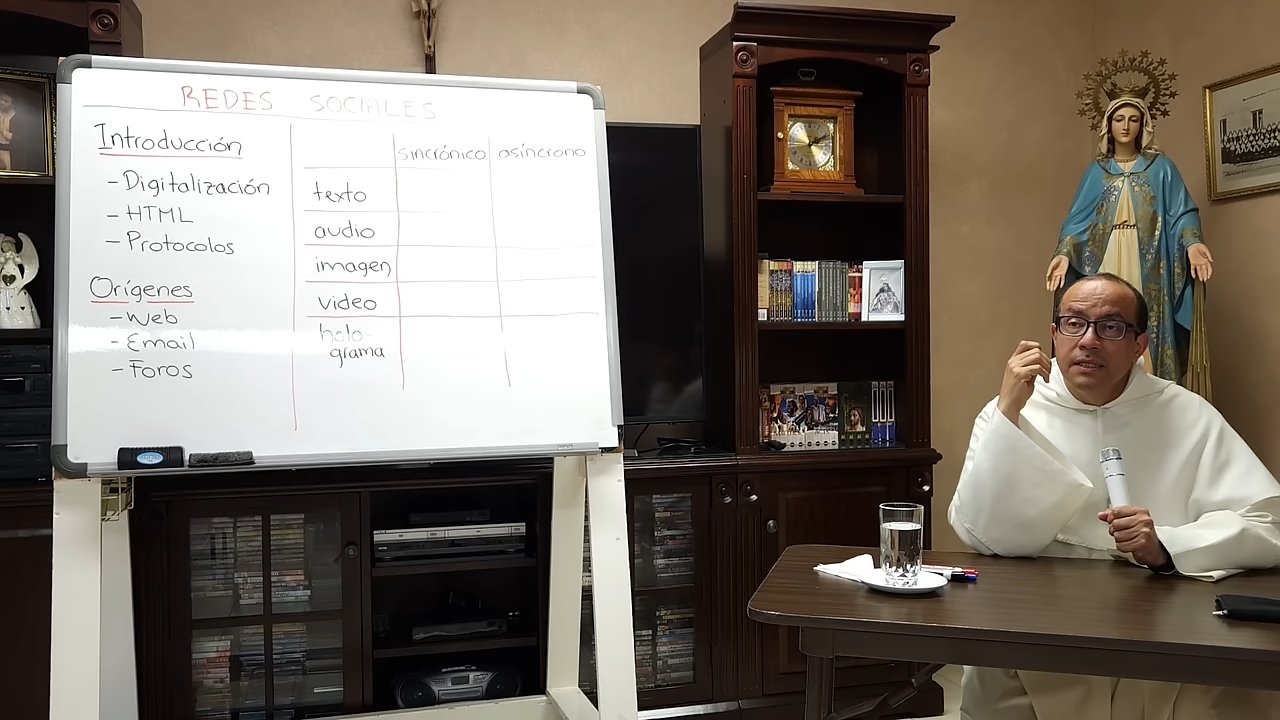 REDES SOCIALES
Introducción
- Digitalización
- HTML
- Protocolos
Orígenes
- Web
- Email
- Foros
sincrónico asíncrono
texto
audio
imagen
video
holo
grama